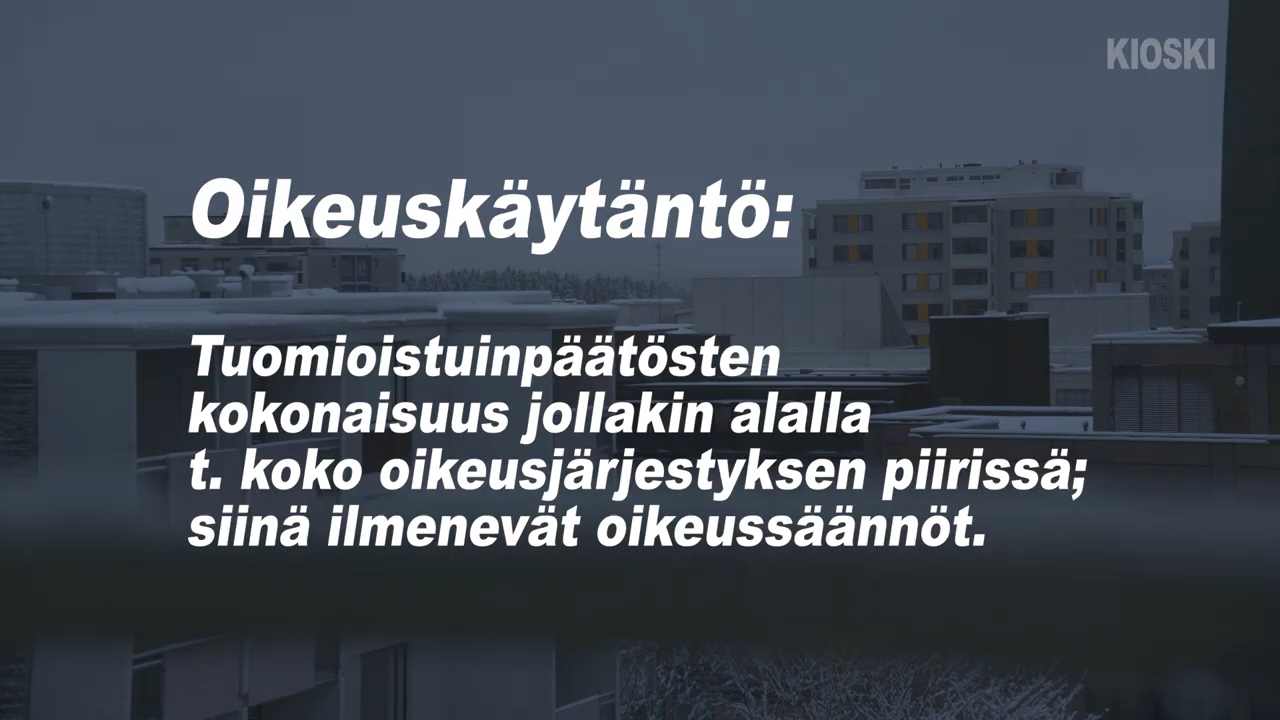 KIOSKI
Oikeuskäytäntö:
Tuomioistuinpäätösten
kokonaisuus jollakin alalla
t. koko oikeusjärjestyksen piirissä;
siinä ilmenevät oikeussäännöt.